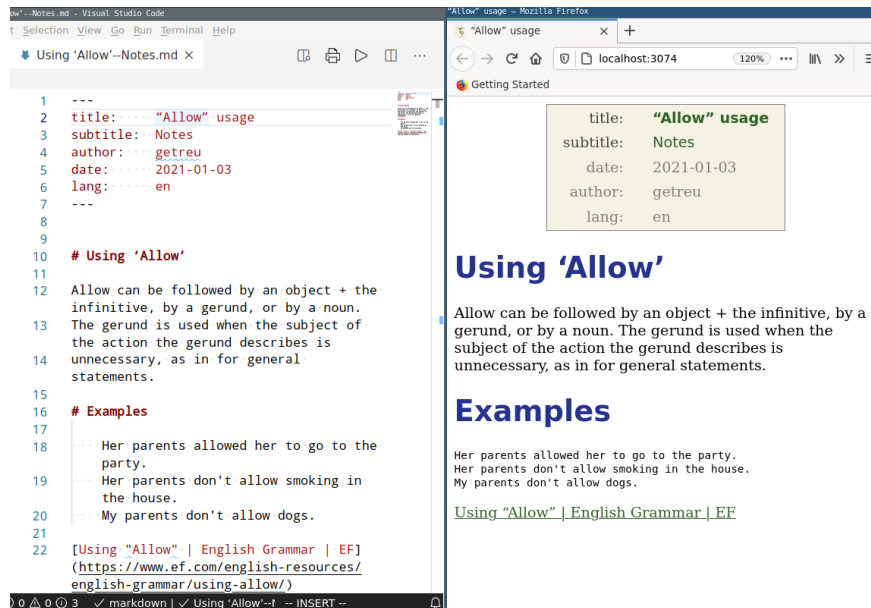 ow’--Notes.md - Visual Studio Code
t Selection View Go Run Terminal Help
Using ‘Allow’--Notes.md ×
1 ---
2 title: “Allow” usage
3 subtitle: Notes
4 author: getreu
5 date: 2021-01-03
6 lang: en
7 ---
8
9
10 # Using ‘Allow’
11
12 Allow can be followed by an object + the
infinitive, by a gerund, or by a noun.
13 The gerund is used when the subject of
the action the gerund describes is
14 unnecessary, as in for general
statements.
15
16 # Examples
17
18 Her parents allowed her to go to the
party.
19 Her parents don't allow smoking in
the house.
20 My parents don't allow dogs.
21
22 [Using "Allow" | English Grammar | EF]
(https://www.ef.com/english-resources/
english-grammar/using-allow/)
0 0 3 markdown | Using ‘Allow’-- -- INSERT --
"Allow" usage — Mozilla Firefox
“Allow” usage ×
localhost:3074 120%
Getting Started
title: “Allow” usage
subtitle: Notes
date: 2021-01-03
author: getreu
lang: en
Using ‘Allow’
Allow can be followed by an object + the infinitive, by a
gerund, or by a noun. The gerund is used when the
subject of the action the gerund describes is
unnecessary, as in for general statements.
Examples
Her parents allowed her to go to the party.
Her parents don't allow smoking in the house.
My parents don't allow dogs.
Using “Allow” | English Grammar | EF